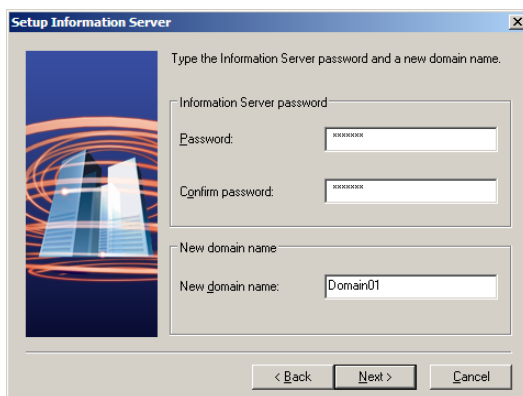 Setup Information Server
Type the Information Server password and a new domain name.
Information Server password
Password: *******
Confirm password: *******
New domain name
New domain name: Domain01
< Back Next > Cancel